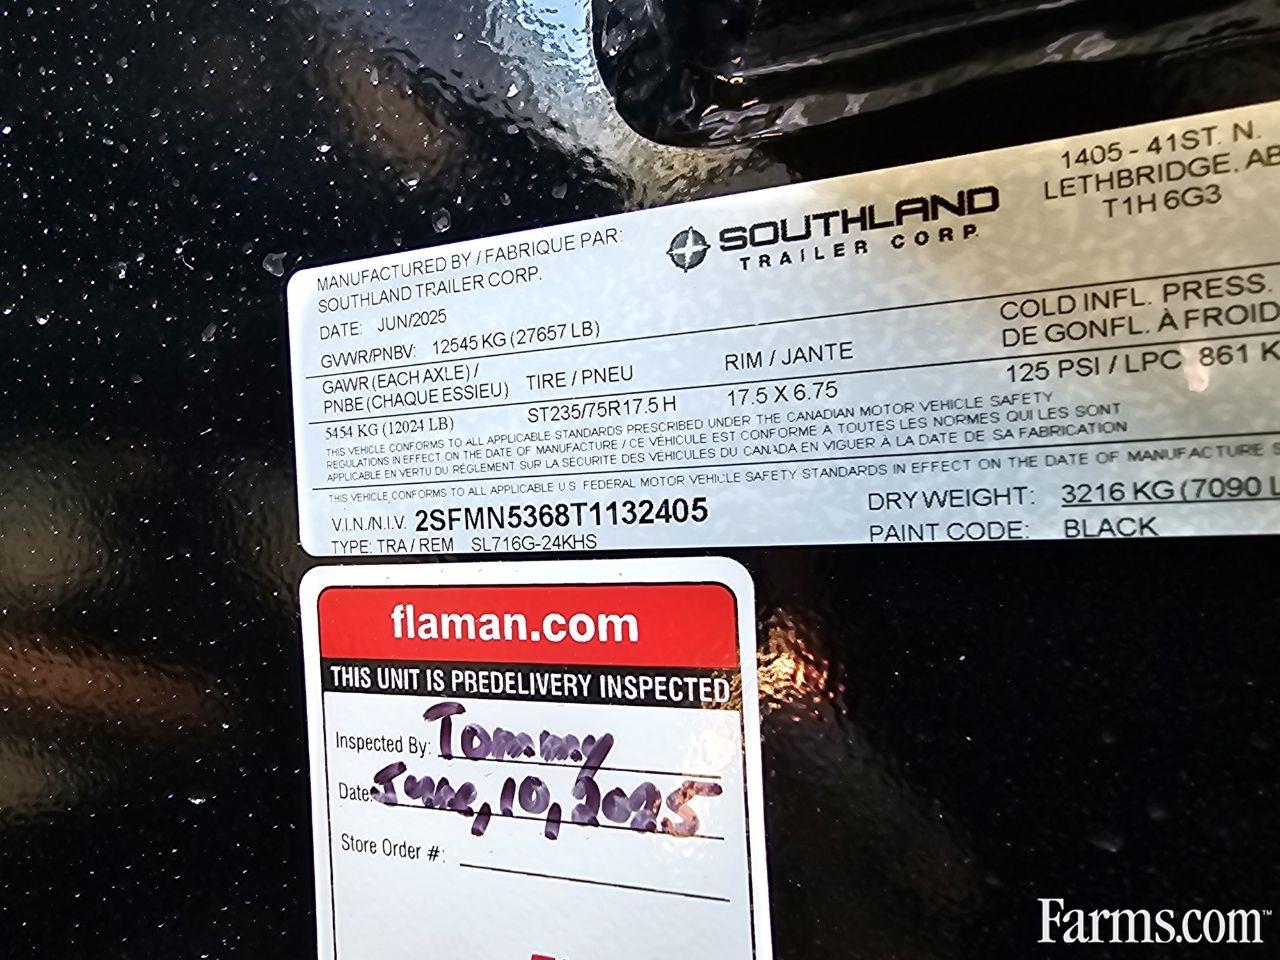 1405 - 41ST. N.
LETHBRIDGE, AB
T1H 6G3
SOUTHLAND
TRAILER CORP.
MANUFACTURED BY / FABRIQUE PAR:
SOUTHLAND TRAILER CORP.
DATE: JUN/2025
GVWR/PNBV: 12545 KG (27657 LB)
COLD INFL. PRESS.
DE GONFL. À FROID
GAWR (EACH AXLE) /
PNBE (CHAQUE ESSIEU) TIRE / PNEU RIM / JANTE
5454 KG (12024 LB) ST235/75R17.5 H 17.5 X 6.75 125 PSI / LPC 861 K
THIS VEHICLE CONFORMS TO ALL APPLICABLE STANDARDS PRESCRIBED UNDER THE CANADIAN MOTOR VEHICLE SAFETY
REGULATIONS IN EFFECT ON THE DATE OF MANUFACTURE / CE VÉHICULE EST CONFORME À TOUTES LES NORMES QUI LES SONT
APPLICABLE EN VERTU DU RÉGLEMENT SUR LA SÉCURITÉ DES VÉHICULES DU CANADA EN VIGUER À LA DATE DE SA FABRICATION
THIS VEHICLE CONFORMS TO ALL APPLICABLE U.S FEDERAL MOTOR VEHICLE SAFETY STANDARDS IN EFFECT ON THE DATE OF MANUFACTURE S
V.I.N./N.I.V. 2SFMN5368T1132405 DRY WEIGHT: 3216 KG (7090 L
TYPE: TRA / REM SL716G-24KHS PAINT CODE: BLACK
flaman.com
THIS UNIT IS PREDELIVERY INSPECTED
Inspected By: Tommy
Date: June, 10, 2025
Store Order #:
Farms.com™